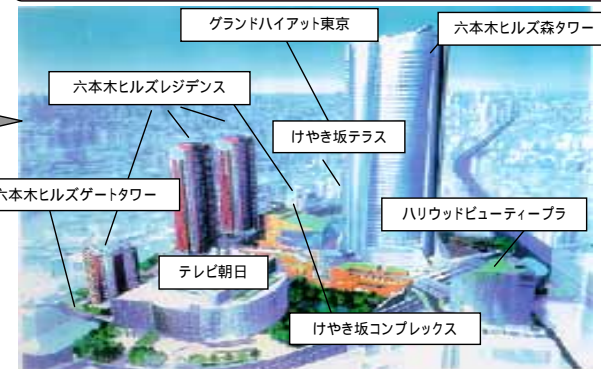 グランドハイアット東京
六本木ヒルズ森タワー
六本木ヒルズレジデンス
けやき坂テラス
六本木ヒルズゲートタワー
ハリウッドビューティープラ
テレビ朝日
けやき坂コンプレックス